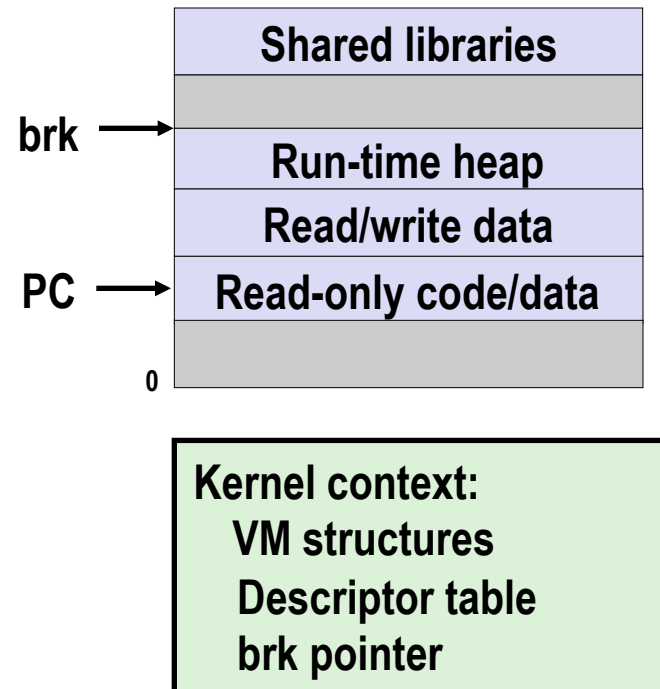 Shared libraries
brk
Run-time heap
Read/write data
PC
Read-only code/data
0
Kernel context:
VM structures
Descriptor table
brk pointer